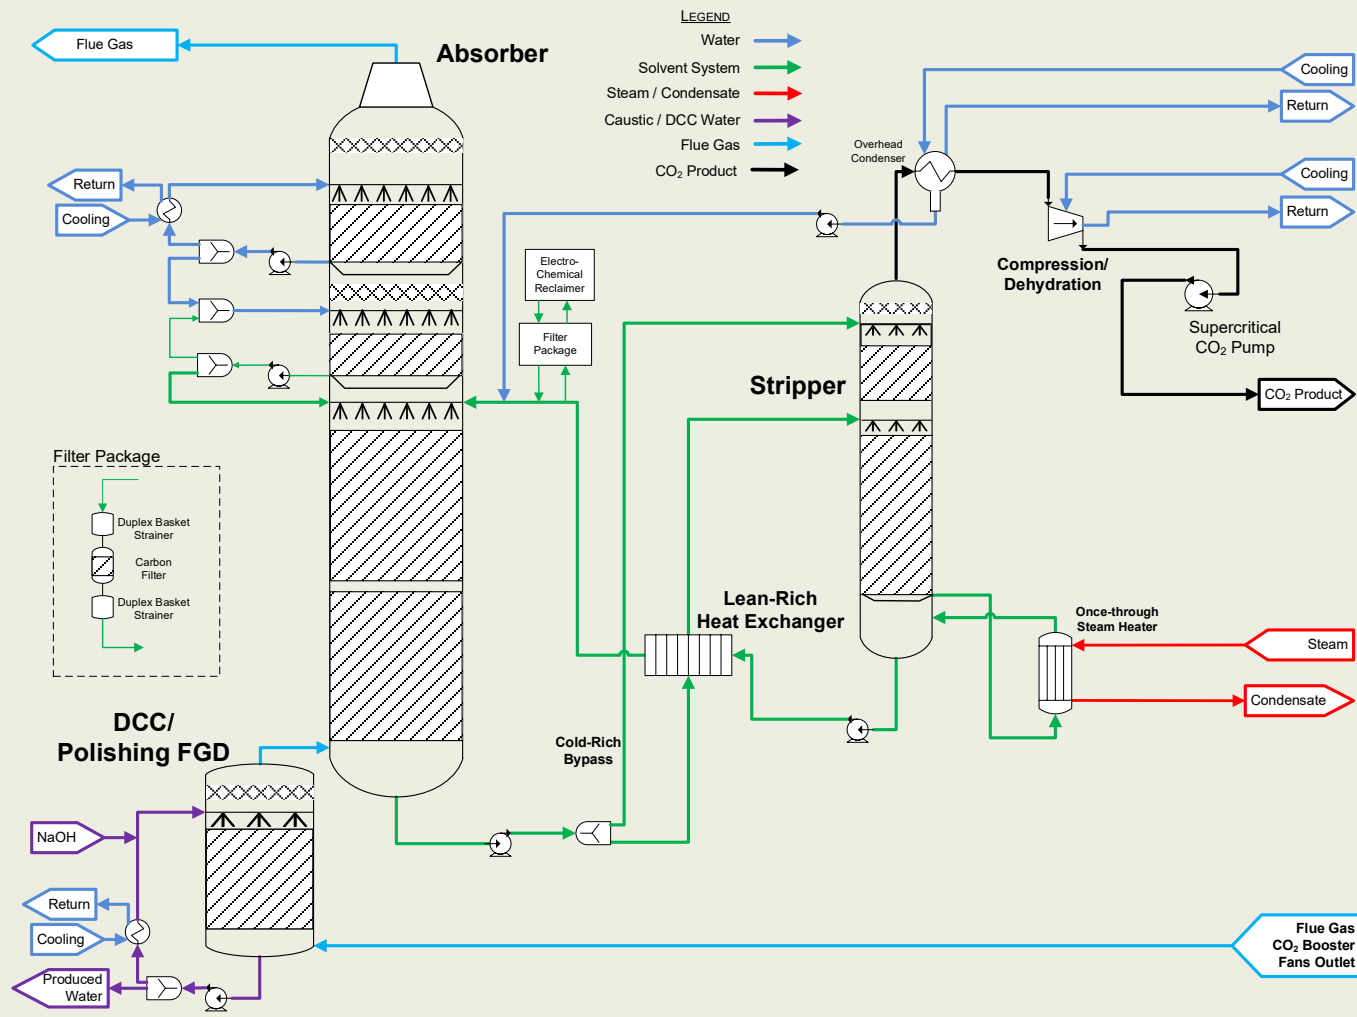 LEGEND
Water
Solvent System
Steam / Condensate
Caustic / DCC Water
Flue Gas
CO₂ Product
Flue Gas
Absorber
Return
Cooling
Electro-
Chemical
Reclaimer
Filter
Package
Overhead
Condenser
Cooling
Return
Cooling
Return
Compression/
Dehydration
Supercritical
CO₂ Pump
CO₂ Product
Stripper
Filter Package
Duplex Basket
Strainer
Carbon
Filter
Duplex Basket
Strainer
Lean-Rich
Heat Exchanger
Once-through
Steam Heater
Steam
Condensate
Cold-Rich
Bypass
DCC/
Polishing FGD
NaOH
Return
Cooling
Produced
Water
Flue Gas
CO₂ Booster
Fans Outlet